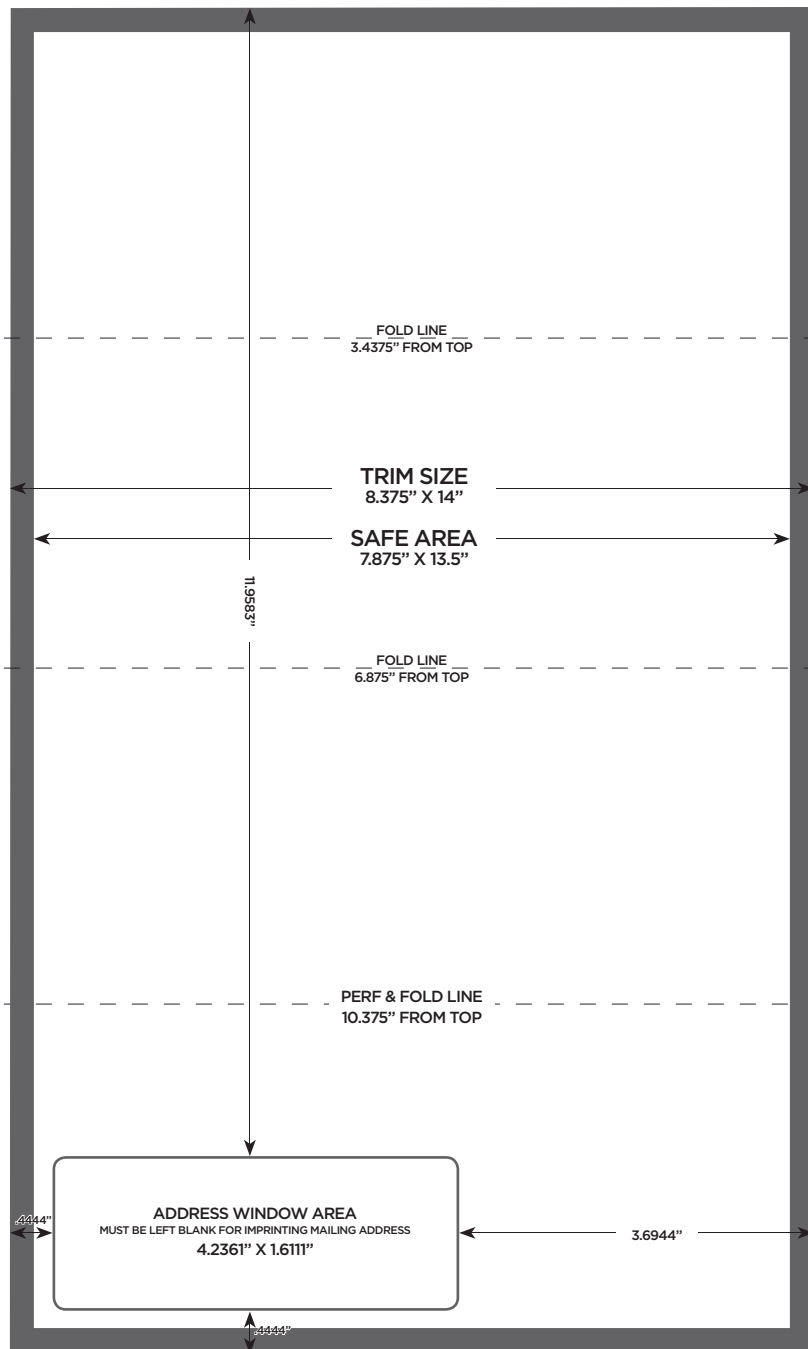 FOLD LINE
3.4375” FROM TOP
TRIM SIZE
8.375” X 14”
SAFE AREA
7.875” X 13.5”
11.9583”
FOLD LINE
6.875” FROM TOP
PERF & FOLD LINE
10.375” FROM TOP
ADDRESS WINDOW AREA
MUST BE LEFT BLANK FOR IMPRINTING MAILING ADDRESS
4.2361” X 1.6111”
.4444”
3.6944”
.4444”